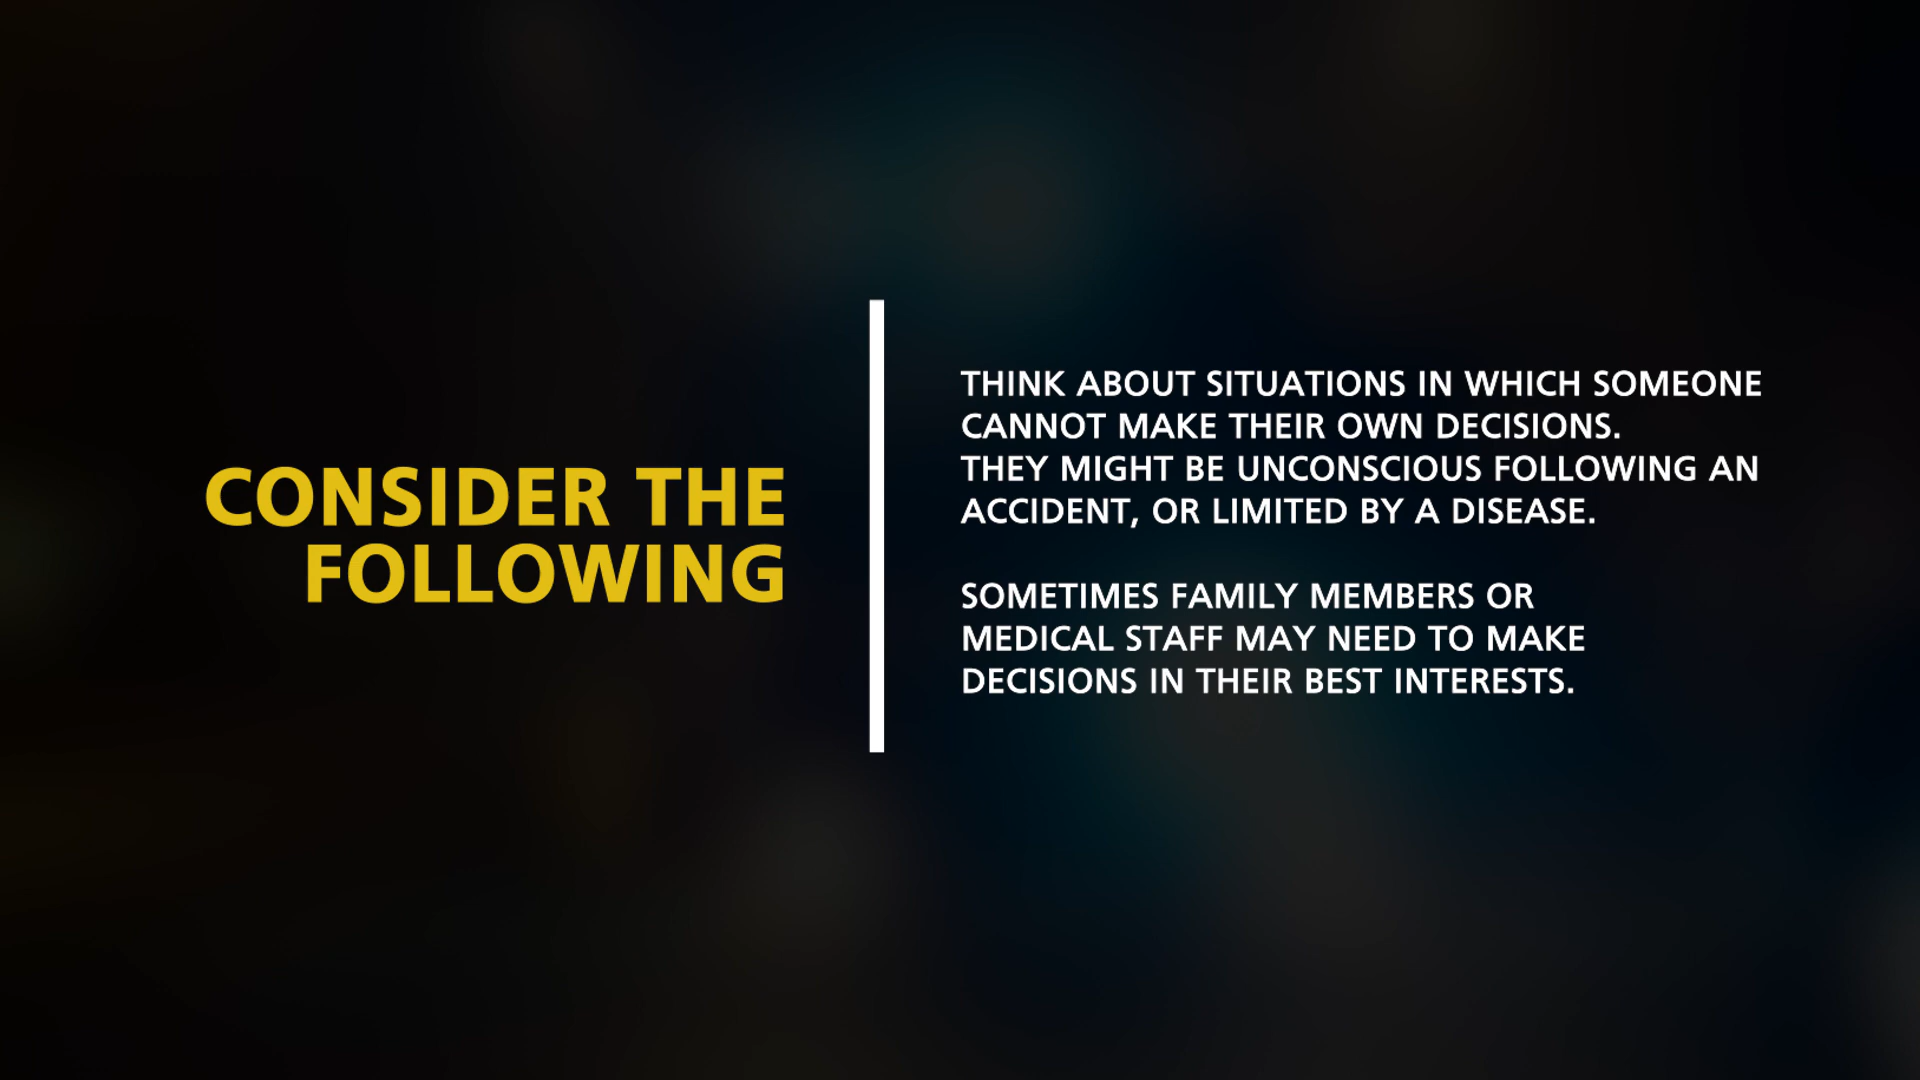 CONSIDER THE
FOLLOWING
THINK ABOUT SITUATIONS IN WHICH SOMEONE
CANNOT MAKE THEIR OWN DECISIONS.
THEY MIGHT BE UNCONSCIOUS FOLLOWING AN
ACCIDENT, OR LIMITED BY A DISEASE.
SOMETIMES FAMILY MEMBERS OR
MEDICAL STAFF MAY NEED TO MAKE
DECISIONS IN THEIR BEST INTERESTS.